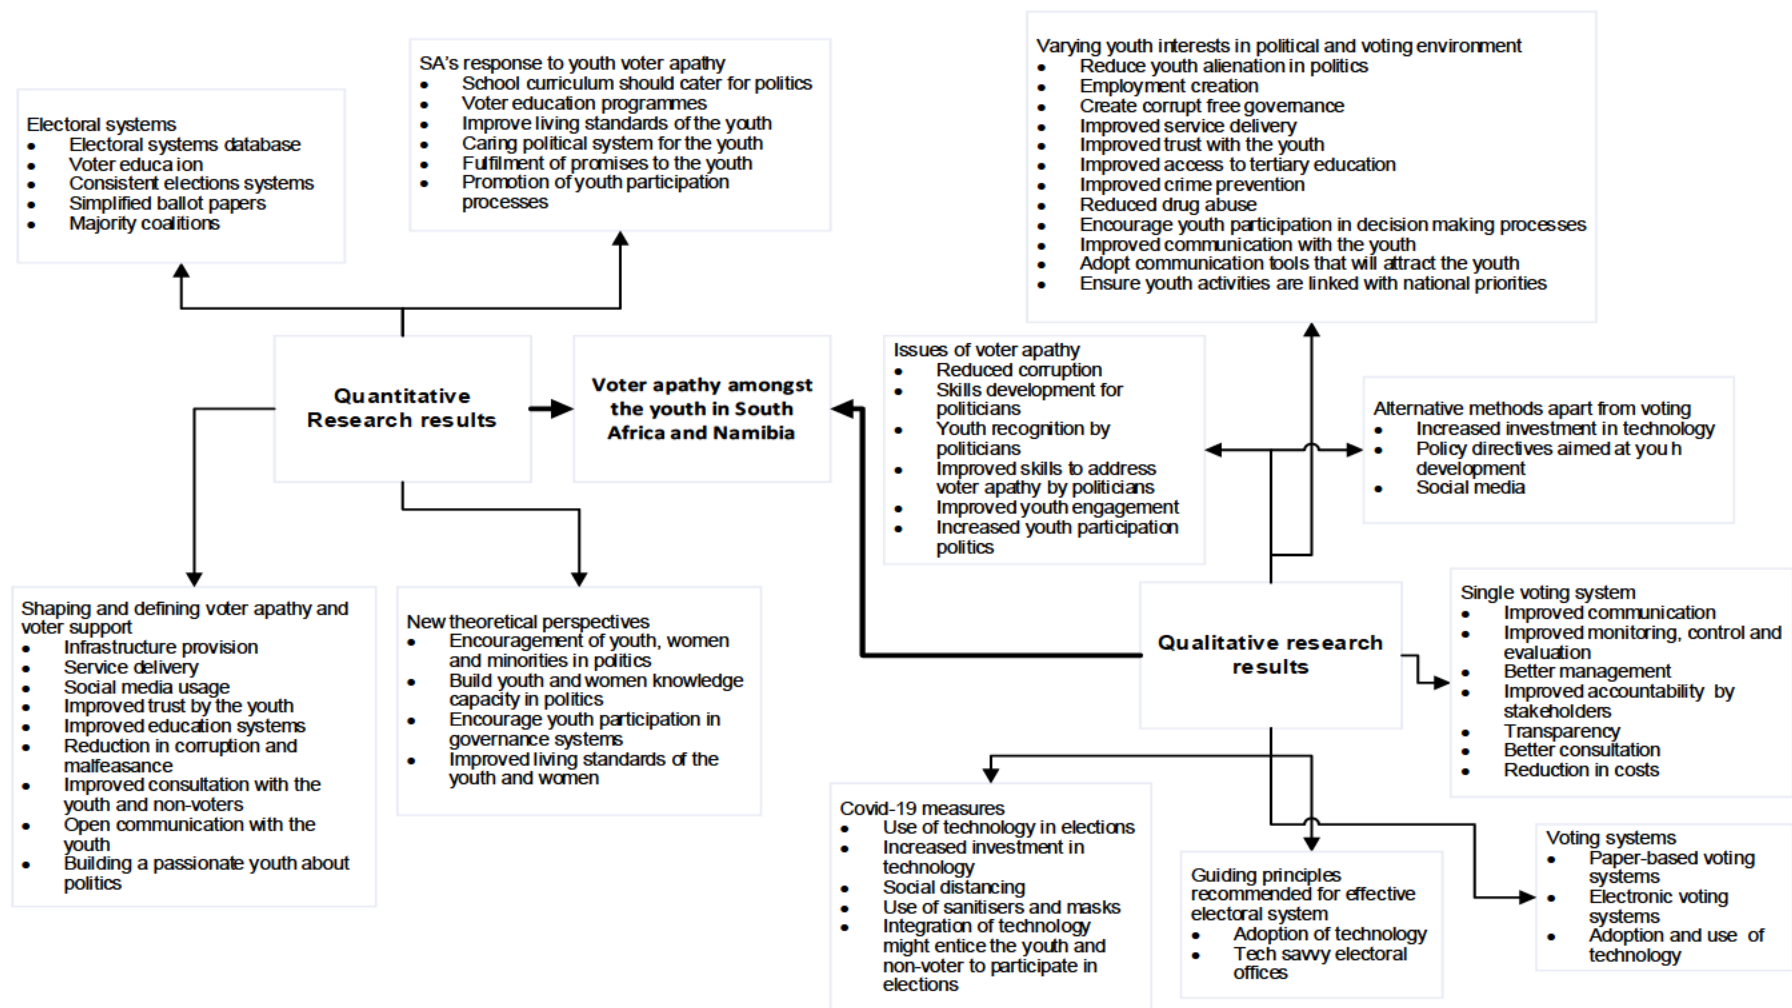 SA's response to youth voter apathy
• School curriculum should cater for politics
• Voter education programmes
• Improve living standards of the youth
• Caring political system for the youth
• Fulfilment of promises to the youth
• Promotion of youth participation
processes
Varying youth interests in political and voting environment
• Reduce youth alienation in politics
• Employment creation
• Create corrupt free governance
• Improved service delivery
• Improved trust with the youth
• Improved access to tertiary education
• Improved crime prevention
• Reduced drug abuse
• Encourage youth participation in decision making processes
• Improved communication with the youth
• Adopt communication tools that will attract the youth
• Ensure youth activities are linked with national priorities
Electoral systems
• Electoral systems database
• Voter educa ion
• Consistent elections systems
• Simplified ballot papers
• Majority coalitions
Quantitative
Research results
Voter apathy amongst
the youth in South
Africa and Namibia
Issues of voter apathy
• Reduced corruption
• Skills development for
politicians
• Youth recognition by
politicians
• Improved skills to address
voter apathy by politicians
• Improved youth engagement
• Increased youth participation
politics
Alternative methods apart from voting
• Increased investment in technology
• Policy directives aimed at you h
development
• Social media
Shaping and defining voter apathy and
voter support
• Infrastructure provision
• Service delivery
• Social media usage
• Improved trust by the youth
• Improved education systems
• Reduction in corruption and
malfeasance
• Improved consultation with the
youth and non-voters
• Open communication with the
youth
• Building a passionate youth about
politics
New theoretical perspectives
• Encouragement of youth, women
and minorities in politics
• Build youth and women knowledge
capacity in politics
• Encourage youth participation in
governance systems
• Improved living standards of the
youth and women
Qualitative research
results
Single voting system
• Improved communication
• Improved monitoring, control and
evaluation
• Better management
• Improved accountability by
stakeholders
• Transparency
• Better consultation
• Reduction in costs
Covid-19 measures
• Use of technology in elections
• Increased investment in
technology
• Social distancing
• Use of sanitisers and masks
• Integration of technology
might entice the youth and
non-voter to participate in
elections
Guiding principles
recommended for effective
electoral system
• Adoption of technology
• Tech savvy electoral
offices
Voting systems
• Paper-based voting
systems
• Electronic voting
systems
• Adoption and use of
technology